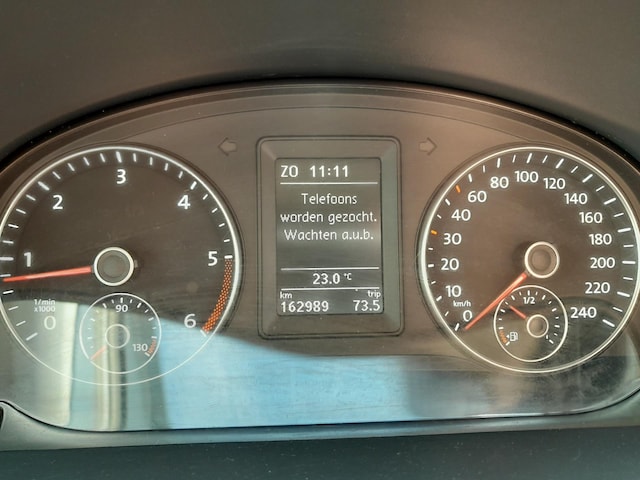 ZO 11:11
Telefoons
worden gezocht.
Wachten a.u.b.
23.0 °C
km trip
162989 73.5
0 1 2 3 4 5 6
1/min
x1000
90
130
0 10 20 30 40 60 80 100 120 140 160 180 200 220 240
km/h
1/2